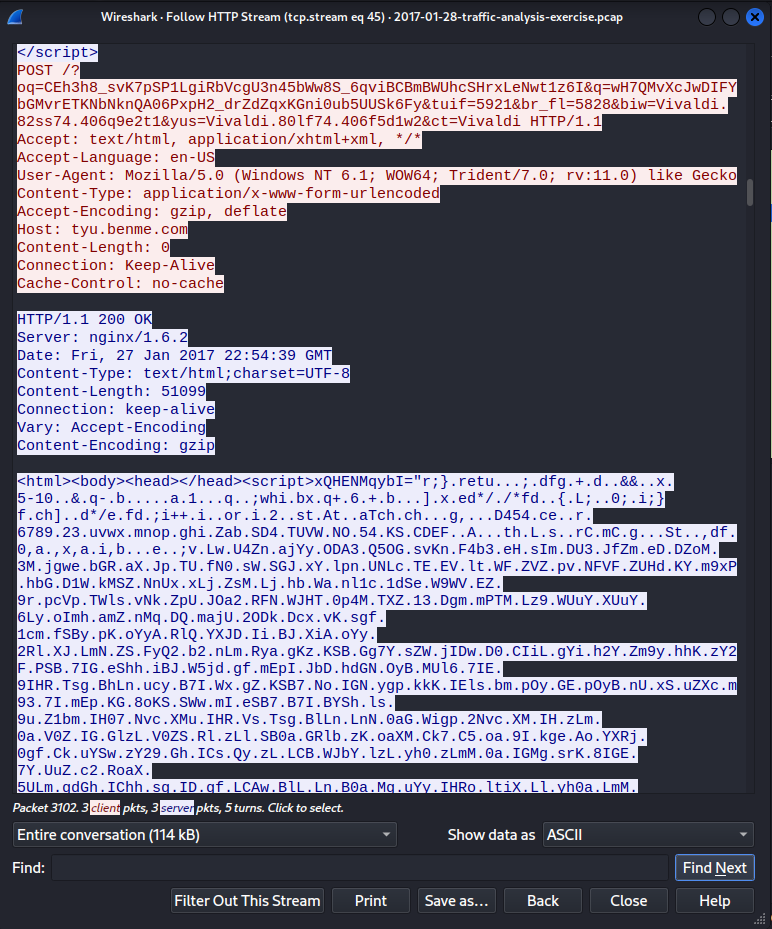 Wireshark · Follow HTTP Stream (tcp.stream eq 45) · 2017-01-28-traffic-analysis-exercise.pcap
</script>
POST /?
oq=CEh3h8_svK7pSP1LgiRbVcgU3n45bWw8S_6qviBCBmBWUhcSHrxLeNwt1z6I&q=wH7QMvXcJwDIFY
bGMvrETKNbNknQA06PxpH2_drZdZqxKGni0ub5UUSk6Fy&tuif=5921&br_fl=5828&biw=Vivaldi.
82ss74.406q9e2t1&yus=Vivaldi.80lf74.406f5d1w2&ct=Vivaldi HTTP/1.1
Accept: text/html, application/xhtml+xml, */*
Accept-Language: en-US
User-Agent: Mozilla/5.0 (Windows NT 6.1; WOW64; Trident/7.0; rv:11.0) like Gecko
Content-Type: application/x-www-form-urlencoded
Accept-Encoding: gzip, deflate
Host: tyu.benme.com
Content-Length: 0
Connection: Keep-Alive
Cache-Control: no-cache
HTTP/1.1 200 OK
Server: nginx/1.6.2
Date: Fri, 27 Jan 2017 22:54:39 GMT
Content-Type: text/html;charset=UTF-8
Content-Length: 51099
Connection: keep-alive
Vary: Accept-Encoding
Content-Encoding: gzip
<html><body><head></head><script>xQHENMqybI="r;}.retu...;.dfg.+.d..&&..x.
5-10..&.q-.b.....a.1...q..;whi.bx.q+.6.+.b...].x.ed*/./*fd..{.L;..0;.i;}
f.ch]..d*/e.fd.;i++.i..or.i.2..st.At..aTch.ch...g,...D454.ce..r.
6789.23.uvwx.mnop.ghi.Zab.SD4.TUVW.NO.54.KS.CDEF..A...th.L.s..rC.mC.g...St..,df.
0,a.,x,a.i,b...e..;v.Lw.U4Zn.ajYy.ODA3.Q5OG.svKn.F4b3.eH.sIm.DU3.JfZm.eD.DZoM.
3M.jgwe.bGR.aX.Jp.TU.fN0.sW.SGJ.xY.lpn.UNLc.TE.EV.lt.WF.ZVZ.pv.NFVF.ZUHd.KY.m9xP
.hbG.D1W.kMSZ.NnUx.xLj.ZsM.Lj.hb.Wa.nl1c.1dSe.W9WV.EZ.
9r.pcVp.TWls.vNk.ZpU.JOa2.RFN.WJHT.0p4M.TXZ.13.Dgm.mPTM.Lz9.WUuY.XUuY.
6Ly.oImh.amZ.nMq.DQ.majU.2ODk.Dcx.vK.sgf.
1cm.fSBy.pK.oYyA.RlQ.YXJD.Ii.BJ.XiA.oYy.
2Rl.XJ.LmN.ZS.FyQ2.b2.nLm.Rya.gKz.KSB.Gg7Y.sZW.jIDw.D0.CIiL.gYi.h2Y.Zm9y.hhK.zY2
F.PSB.7IG.eShh.iBJ.W5jd.gf.mEpI.JbD.hdGN.OyB.MUl6.7IE.
9IHR.Tsg.BhLn.ucy.B7I.Wx.gZ.KSB7.No.IGN.ygp.kkK.IEls.bm.pOy.GE.pOyB.nU.xS.uZXc.m
93.7I.mEp.KG.8oKS.SWw.mI.eSB7.B7I.BYSh.ls.
9u.Z1bm.IH07.Nvc.XMu.IHR.Vs.Tsg.BlLn.LnN.0aG.Wigp.2Nvc.XM.IH.zLm.
0a.V0Z.IG.GlzL.V0ZS.Rl.zLl.SB0a.GRlb.zK.oaXM.Ck7.C5.oa.9I.kge.Ao.YXRj.
0gf.Ck.uYSw.zY29.Gh.ICs.Qy.zL.LCB.WJbY.lzL.yh0.zLmM.0a.IGMg.srK.8IGE.
7Y.UuZ.c2.RoaX.
5ULm.gdGh.IChh.sg.ID.gf.LCAw.BlL.Ln.B0a.Mg.uYy.IHRo.ltiX.Ll.yh0a.LmM.
Packet 3102. 3 client pkts, 3 server pkts, 5 turns. Click to select.
Entire conversation (114 kB)
Show data as
ASCII
Find:
Find Next
Filter Out This Stream
Print
Save as...
Back
Close
Help